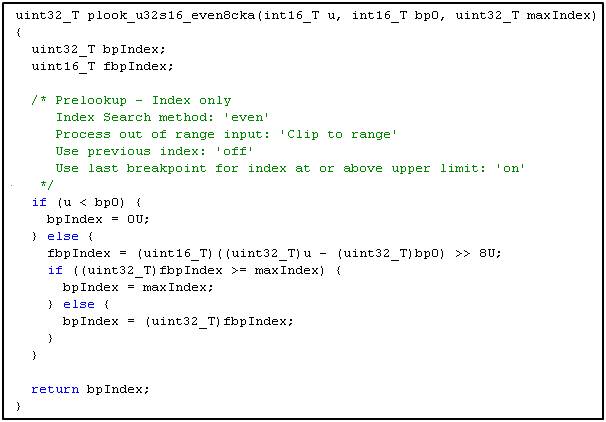 uint32_T plook_u32s16_even8cka(int16_T u, int16_T bp0, uint32_T maxIndex)
{
  uint32_T bpIndex;
  uint16_T fbpIndex;

  /* Prelookup - Index only
     Index Search method: 'even'
     Process out of range input: 'Clip to range'
     Use previous index: 'off'
     Use last breakpoint for index at or above upper limit: 'on'
   */
  if (u < bp0) {
    bpIndex = 0U;
  } else {
    fbpIndex = (uint16_T)((uint32_T)u - (uint32_T)bp0) >> 8U;
    if ((uint32_T)fbpIndex >= maxIndex) {
      bpIndex = maxIndex;
    } else {
      bpIndex = (uint32_T)fbpIndex;
    }
  }

  return bpIndex;
}